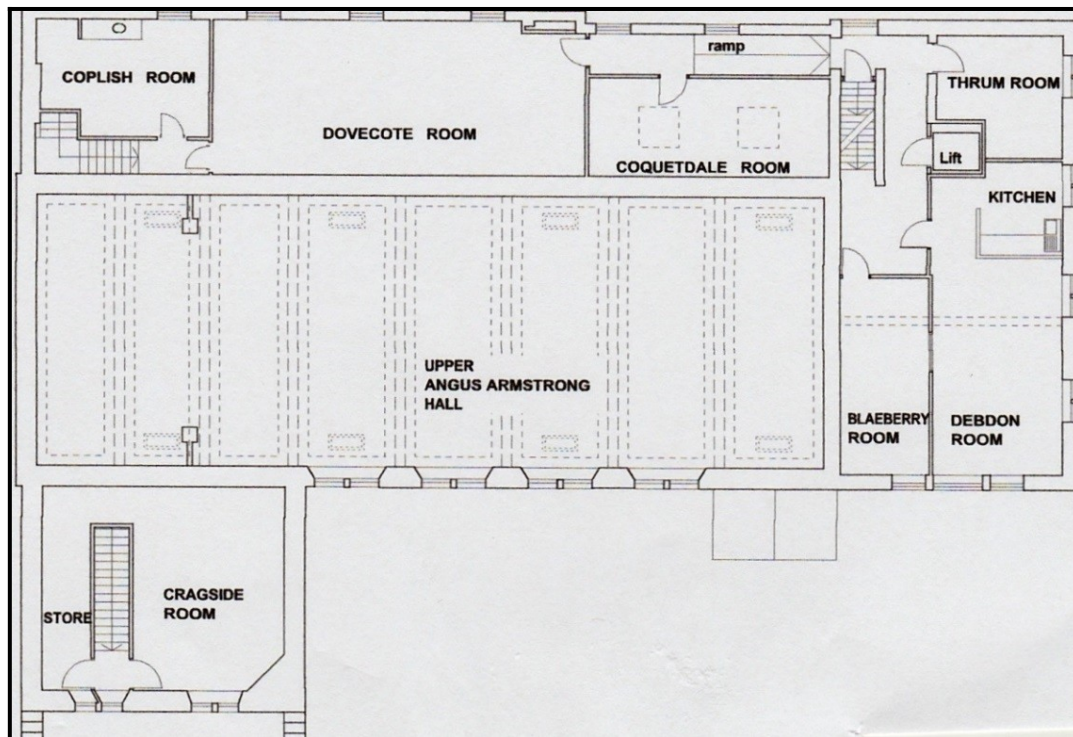 COPLISH ROOM
DOVECOTE ROOM
ramp
COQUETDALE ROOM
THRUM ROOM
Lift
KITCHEN
UPPER
ANGUS ARMSTRONG
HALL
BLAEBERRY
ROOM
DEBDON
ROOM
STORE
CRAGSIDE
ROOM